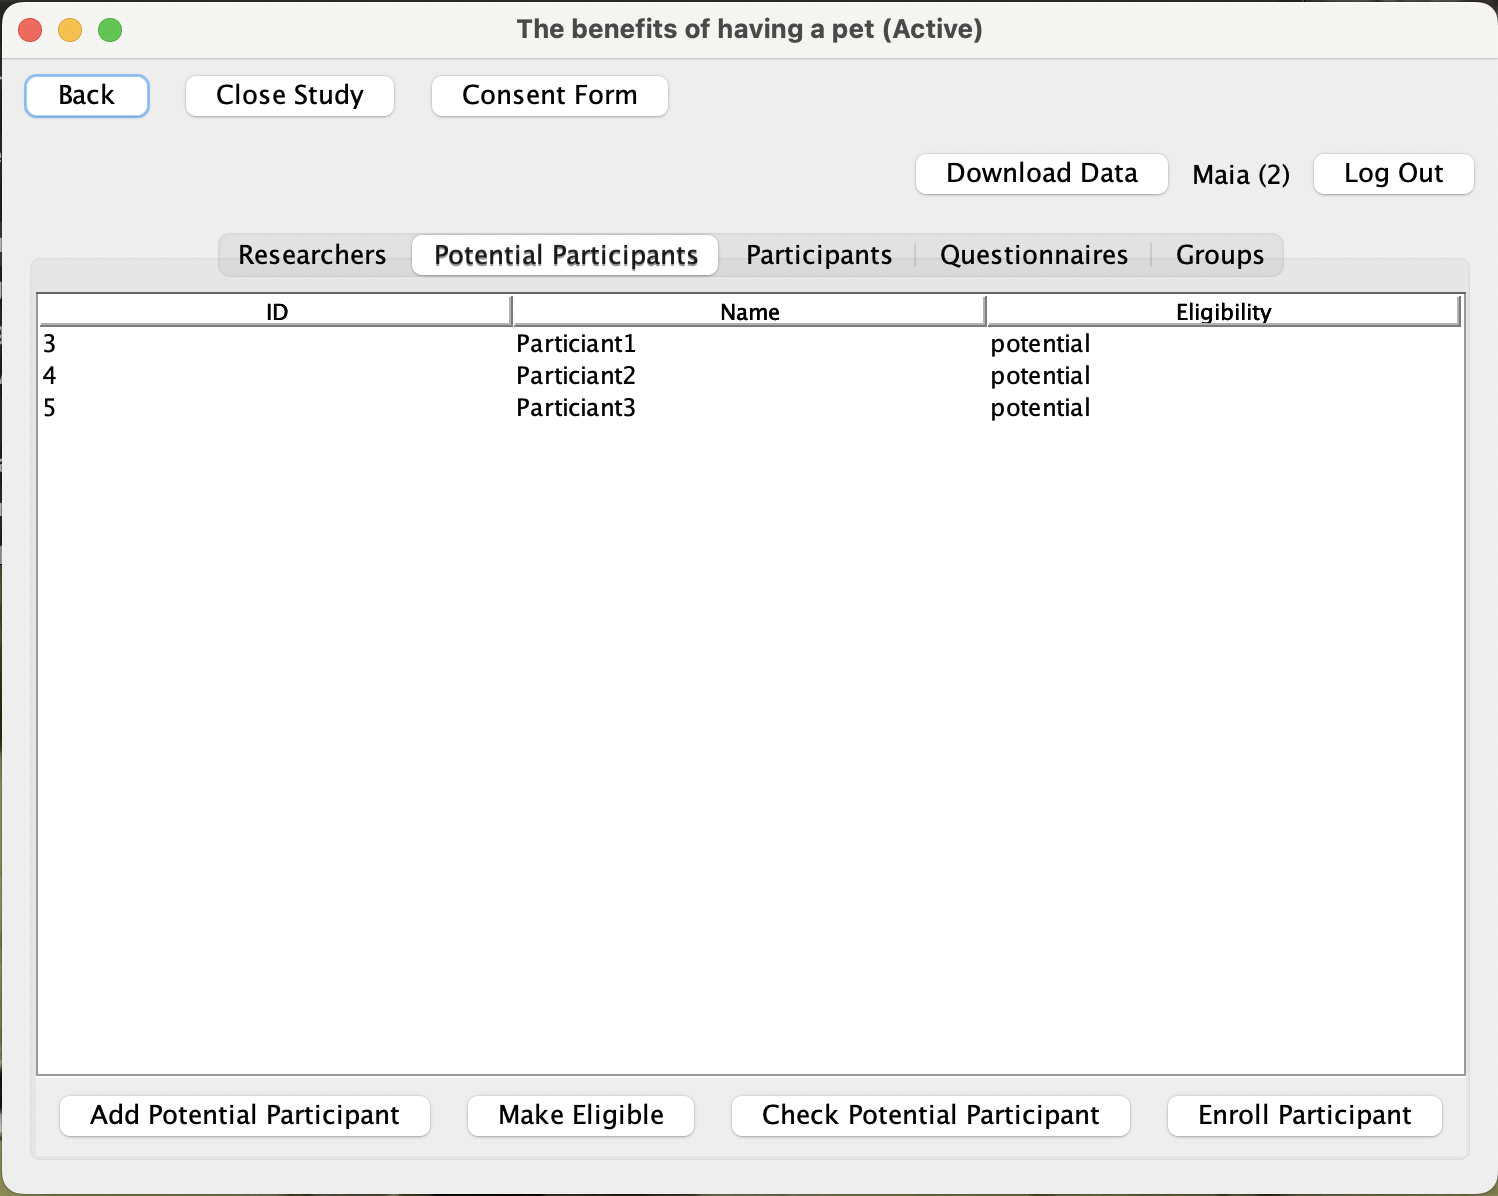 The benefits of having a pet (Active)
Back Close Study Consent Form
Download Data Maia (2) Log Out
Researchers Potential Participants Participants Questionnaires Groups
ID Name Eligibility
3 Particiant1 potential
4 Particiant2 potential
5 Particiant3 potential
Add Potential Participant Make Eligible Check Potential Participant Enroll Participant